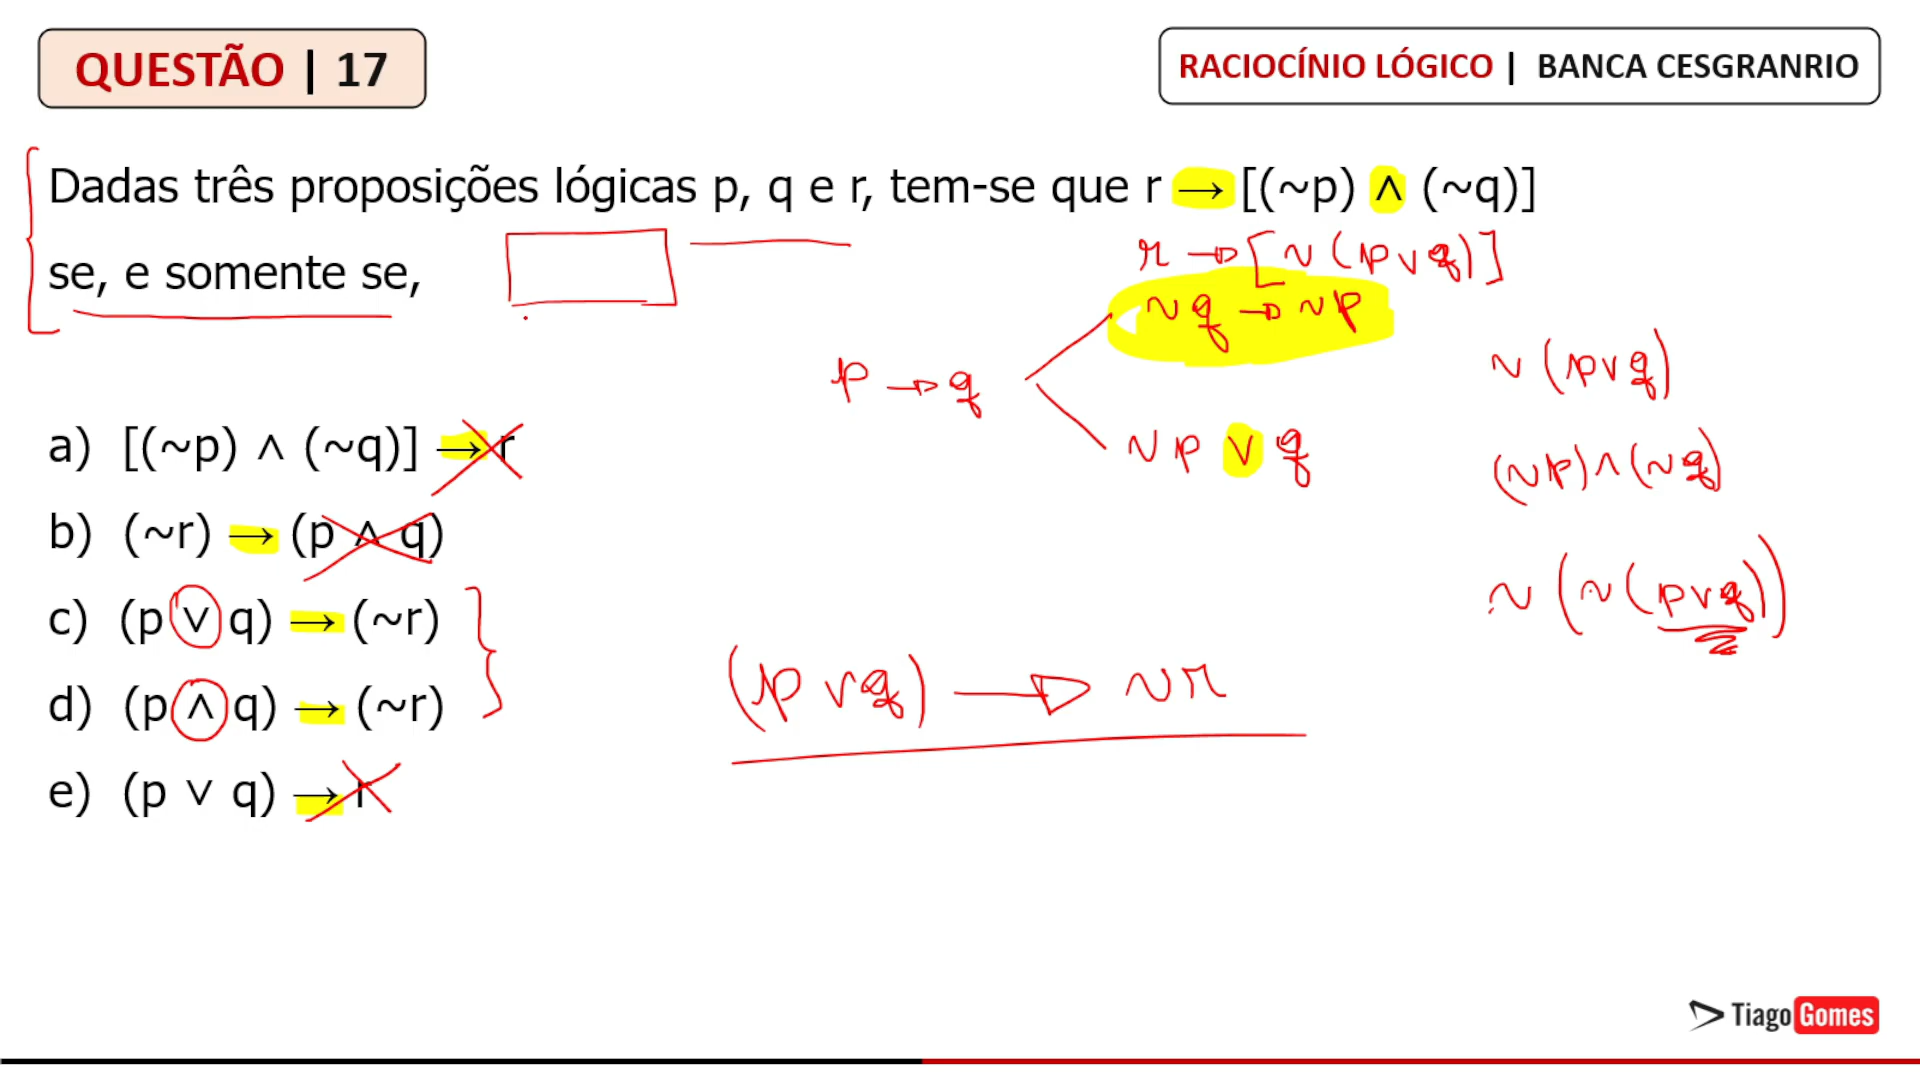 QUESTÃO | 17
RACIOCÍNIO LÓGICO | BANCA CESGRANRIO
Dadas três proposições lógicas p, q e r, tem-se que r → [(~p) ∧ (~q)]
se, e somente se,
r → [~(p ∨ q)]
~q → ~p
p → q
~p ∨ q
~(p ∨ q)
(~p) ∧ (~q)
~(~(p ∨ q))
a) [(~p) ∧ (~q)] → r
b) (~r) → (p ∧ q)
c) (p ∨ q) → (~r)
d) (p ∧ q) → (~r)
e) (p ∨ q) → r
(p ∨ q) → ~r
Tiago Gomes